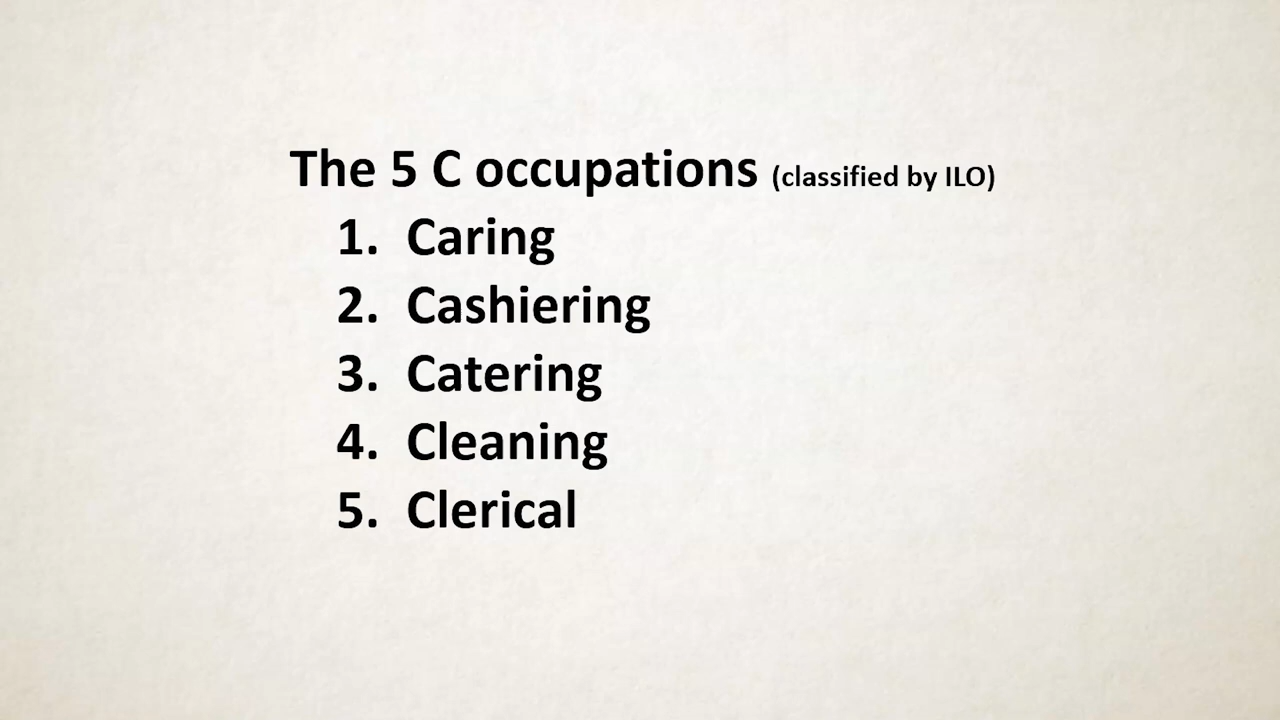 The 5 C occupations (classified by ILO)
1. Caring
2. Cashiering
3. Catering
4. Cleaning
5. Clerical